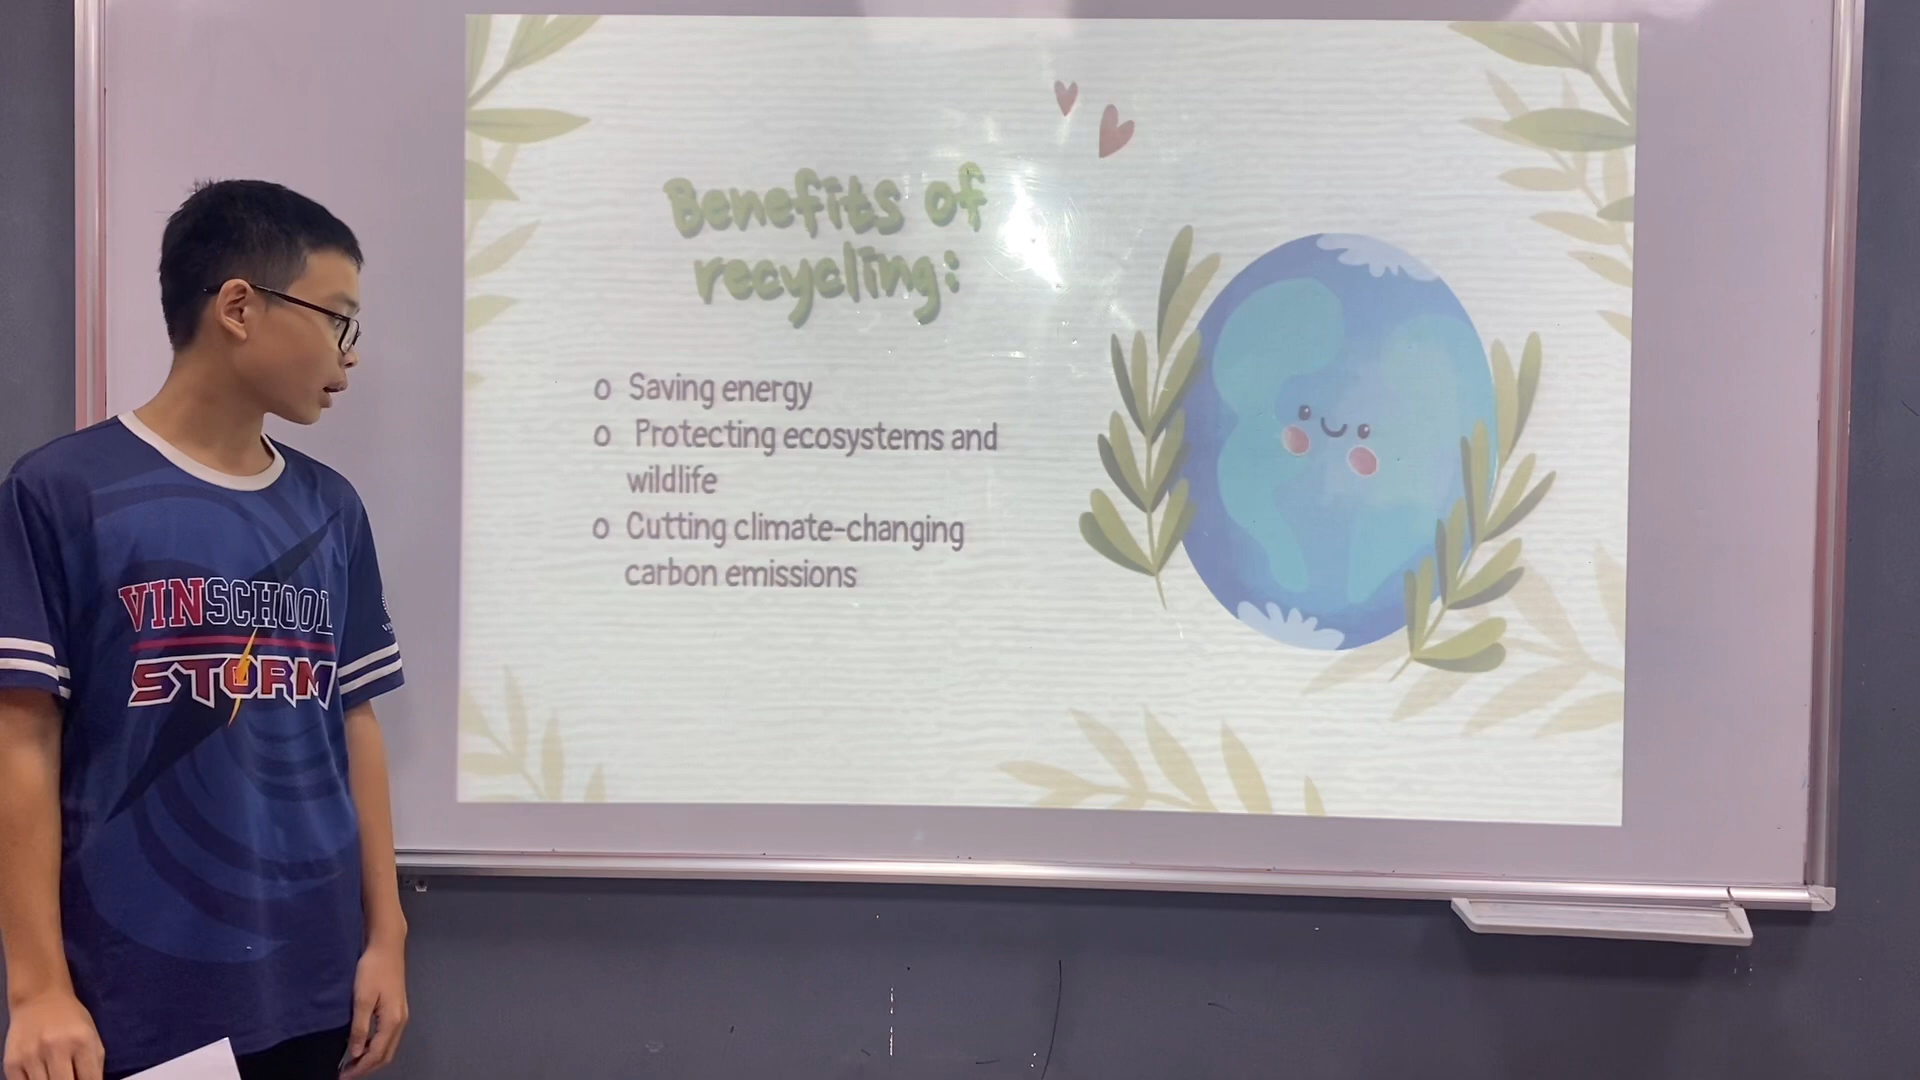 Benefits of
recycling:
o Saving energy
o Protecting ecosystems and
wildlife
o Cutting climate-changing
carbon emissions
VINSCHOOL
STORM